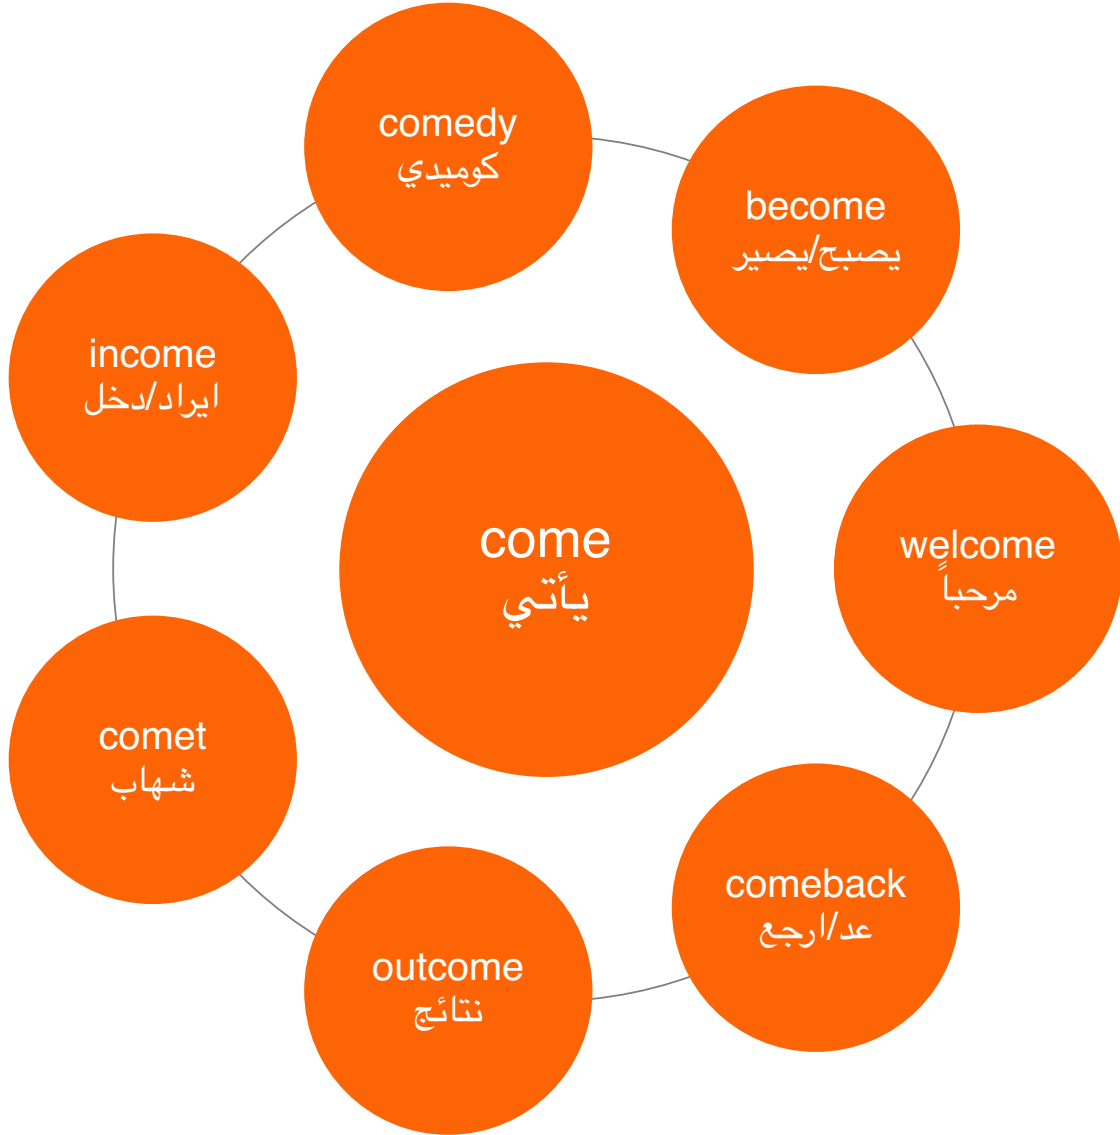 comedy
كوميدي
become
يصبح/يصير
income
ايراد/دخل
come
يأتي
welcome
مرحباً
comet
شهاب
comeback
عد/ارجع
outcome
نتائج